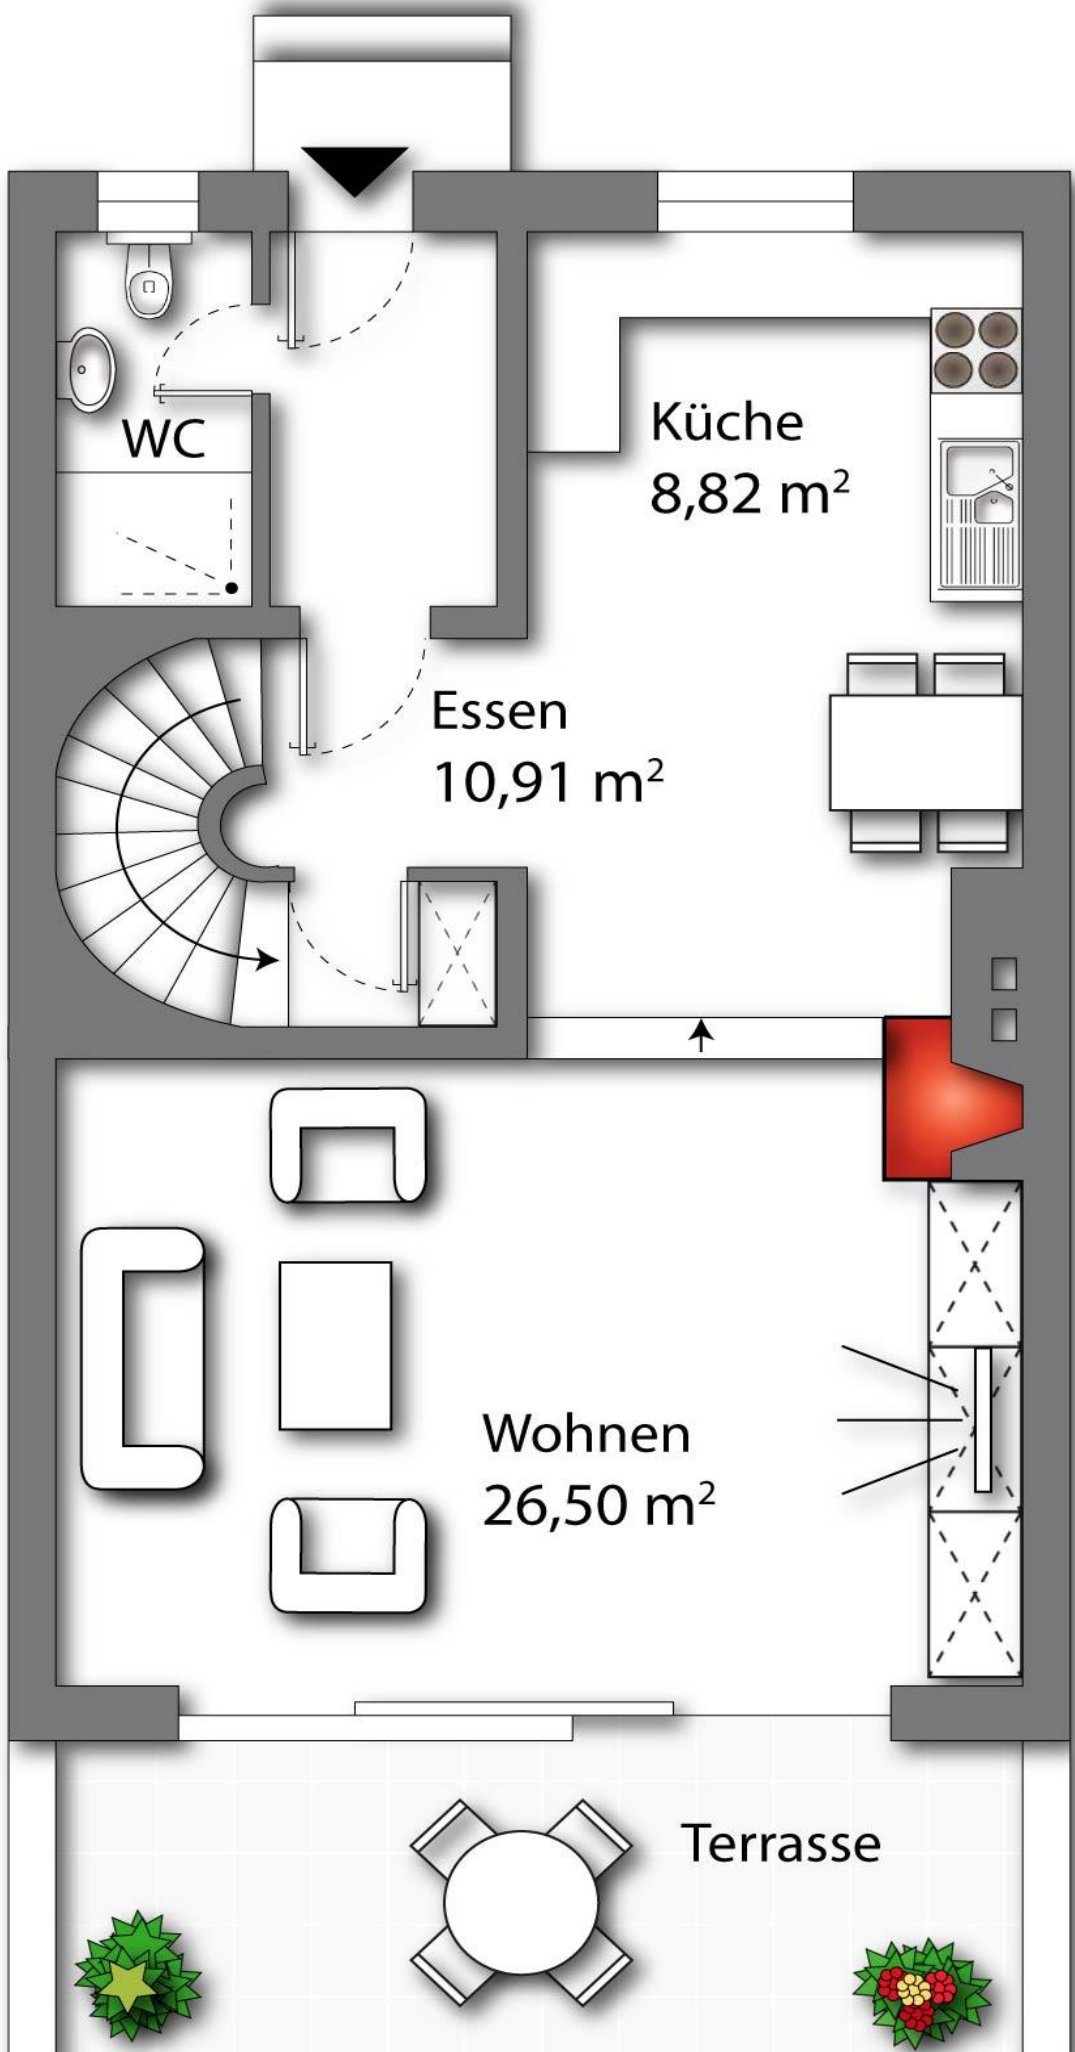 WC
Küche
8,82 m²
Essen
10,91 m²
Wohnen
26,50 m²
Terrasse